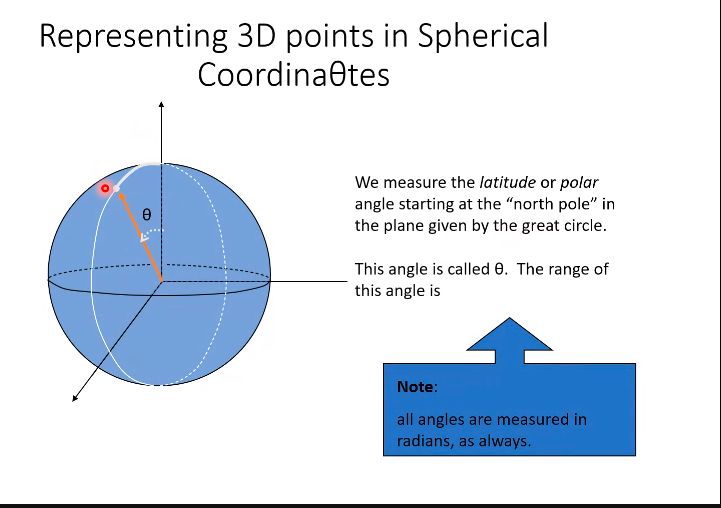 Representing 3D points in Spherical
Coordinaθtes
θ
We measure the latitude or polar
angle starting at the “north pole” in
the plane given by the great circle.
This angle is called θ. The range of
this angle is
Note:
all angles are measured in
radians, as always.